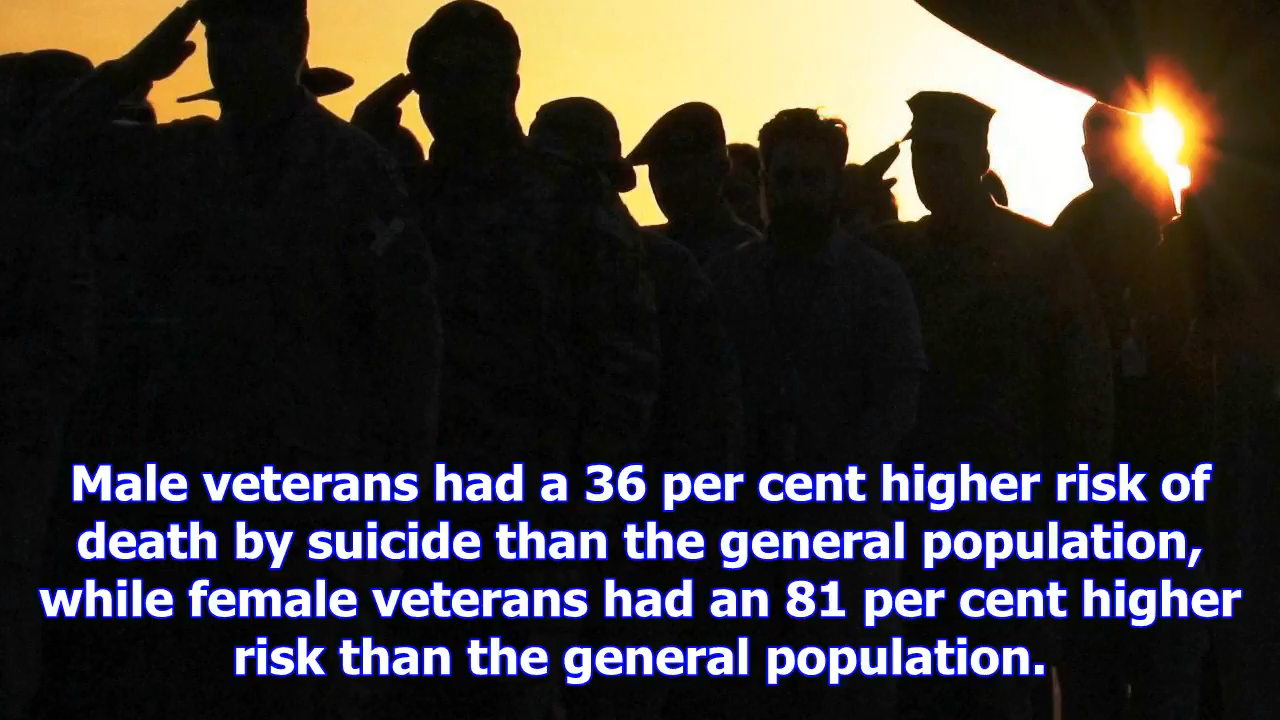 Male veterans had a 36 per cent higher risk of
death by suicide than the general population,
while female veterans had an 81 per cent higher
risk than the general population.